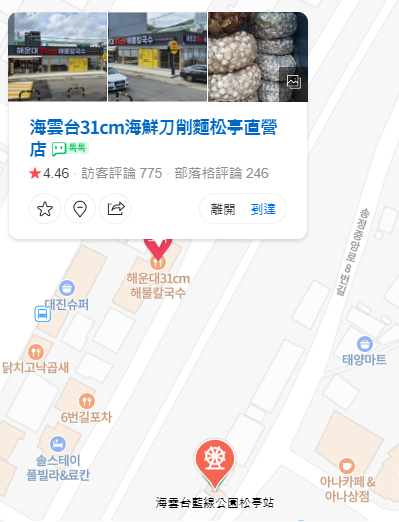 海雲台31cm海鮮刀削麵松亭直營
店 톡톡
4.46 · 訪客評論 775 · 部落格評論 246
離開 到達
송정중앙로8번길
해운대31cm
해물칼국수
대진슈퍼
태양마트
닭치고낙곱새
6번길포차
솔스테이
풀빌라&료칸
아나카페 &
아나상점
海雲台藍線公園松亭站